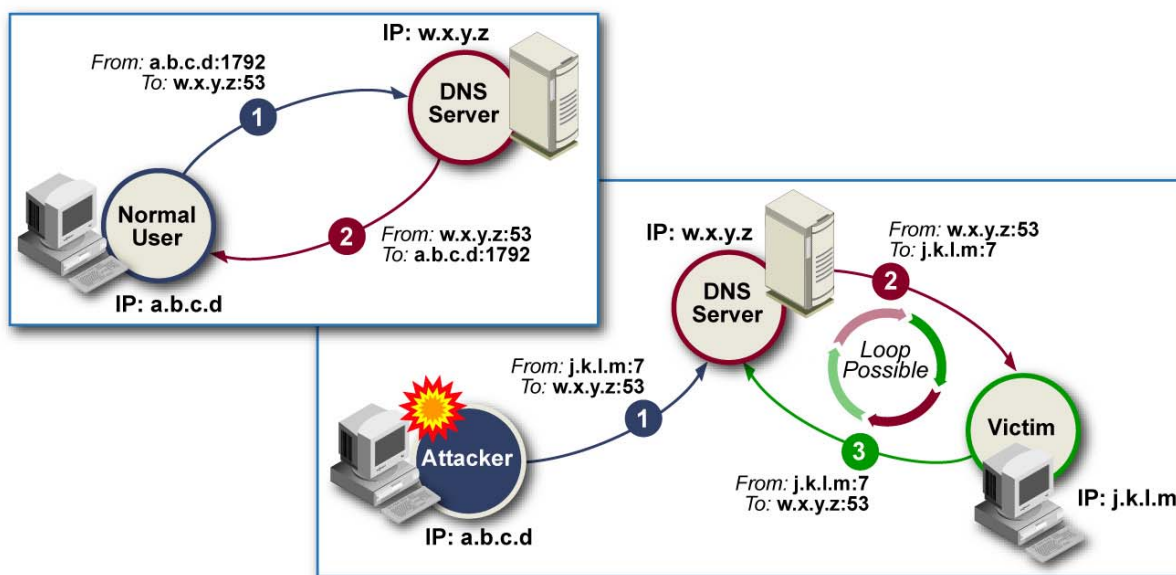 IP: w.x.y.z
From: a.b.c.d:1792
To: w.x.y.z:53
1
DNS
Server
Normal
User
2
From: w.x.y.z:53
To: a.b.c.d:1792
IP: a.b.c.d
IP: w.x.y.z
From: w.x.y.z:53
To: j.k.l.m:7
2
DNS
Server
Loop
Possible
From: j.k.l.m:7
To: w.x.y.z:53
1
Attacker
IP: a.b.c.d
Victim
3
From: j.k.l.m:7
To: w.x.y.z:53
IP: j.k.l.m